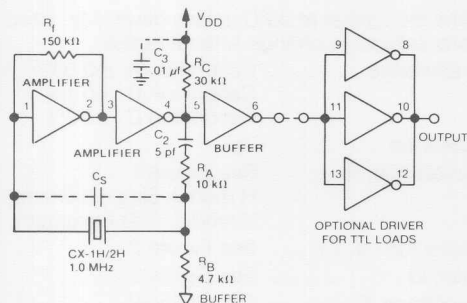 V_DD
R_f
150 kΩ
C_3
.01 µf
R_C
30 kΩ
AMPLIFIER
1
2
3
4
5
6
9
8
11
10
13
12
OUTPUT
AMPLIFIER
C_2
5 pf
BUFFER
R_A
10 kΩ
C_S
OPTIONAL DRIVER
FOR TTL LOADS
CX-1H/2H
1.0 MHz
R_B
4.7 kΩ
BUFFER